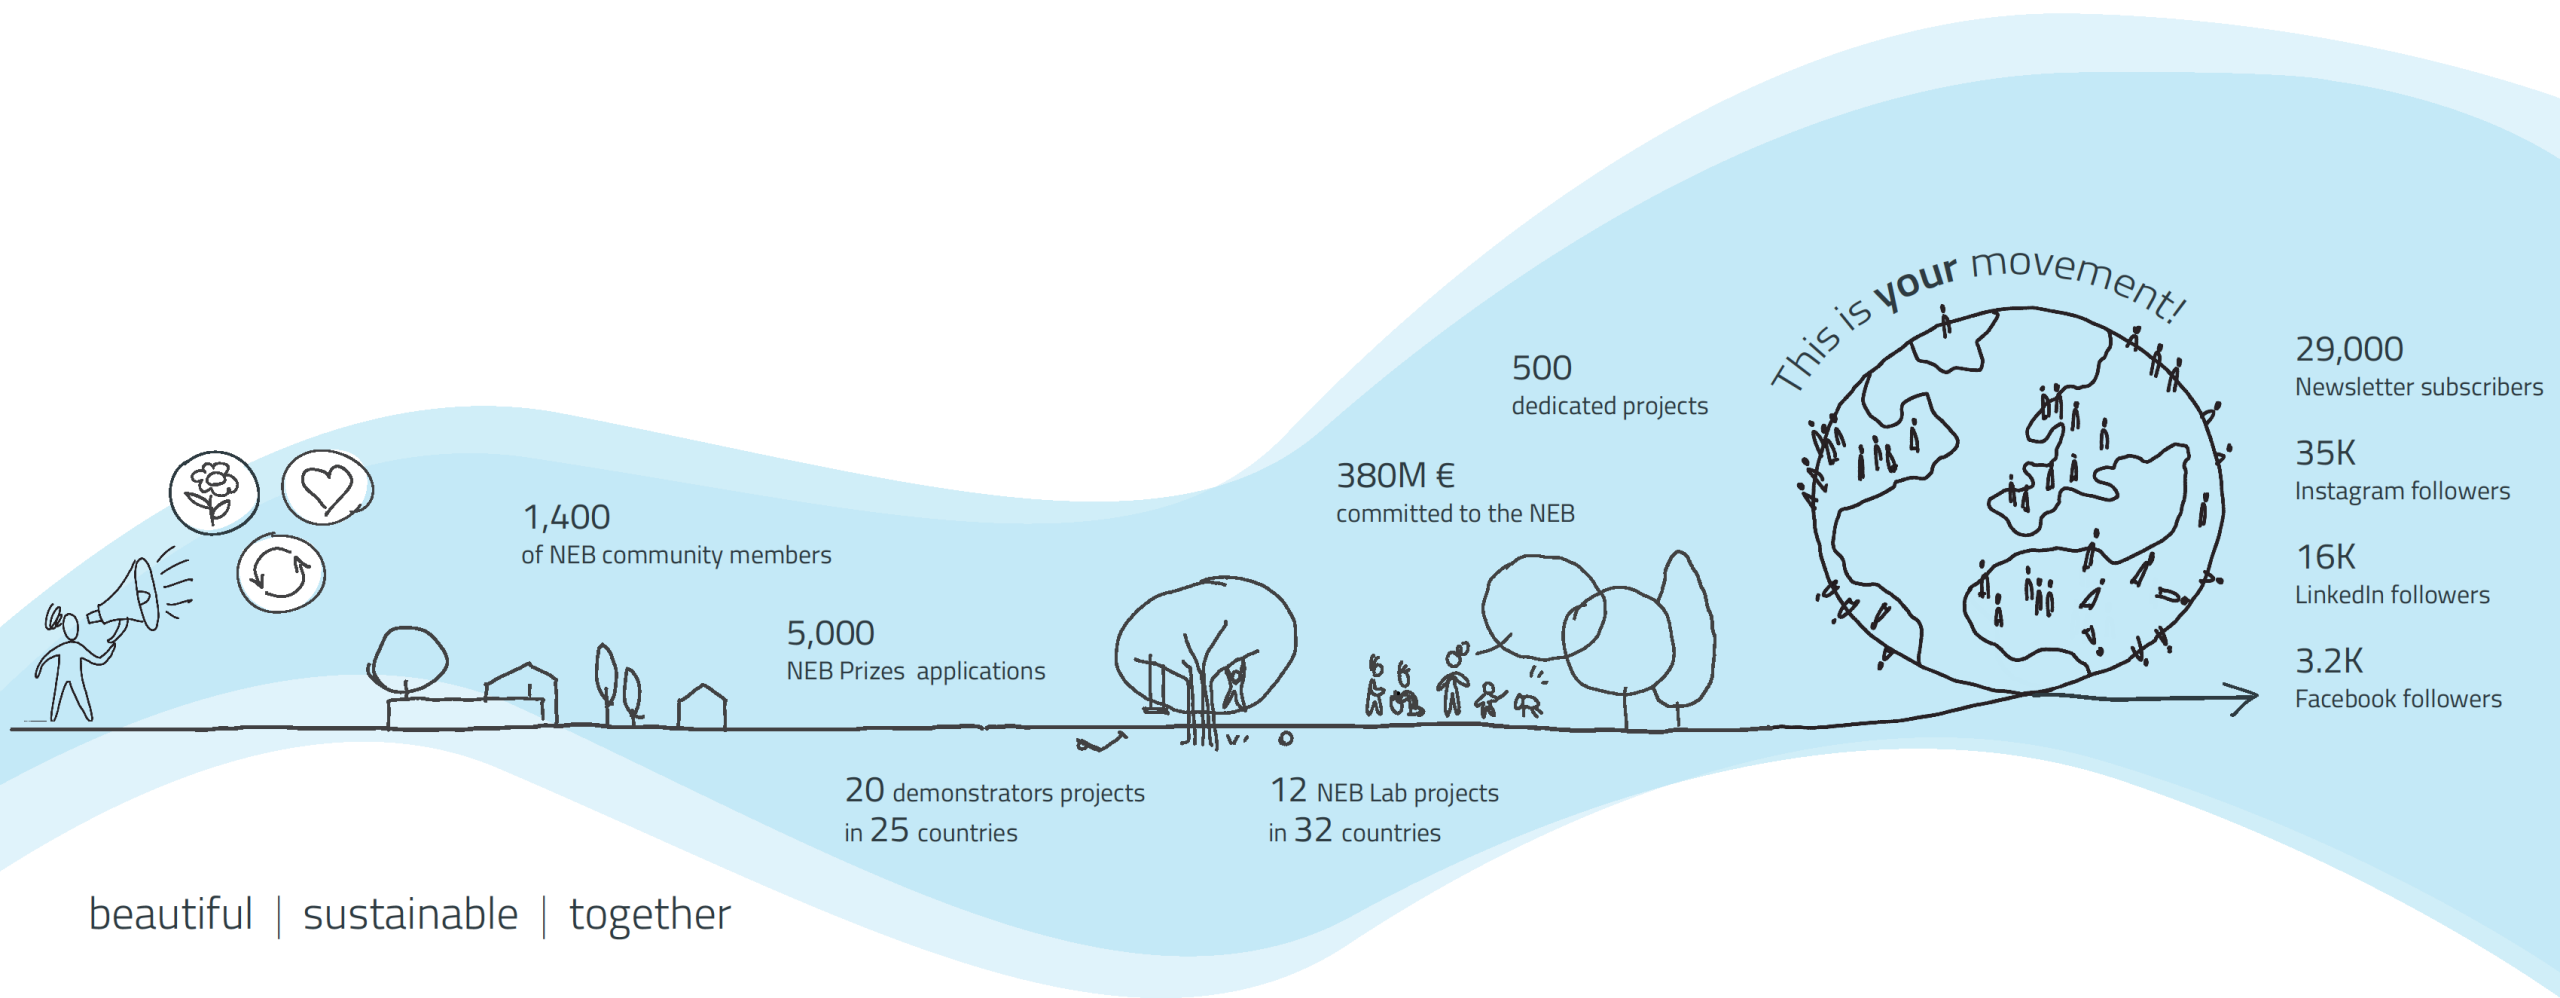 This is your movement!
29,000
Newsletter subscribers
500
dedicated projects
35K
Instagram followers
380M €
committed to the NEB
1,400
of NEB community members
16K
LinkedIn followers
5,000
NEB Prizes applications
3.2K
Facebook followers
20 demonstrators projects
in 25 countries
12 NEB Lab projects
in 32 countries
beautiful | sustainable | together